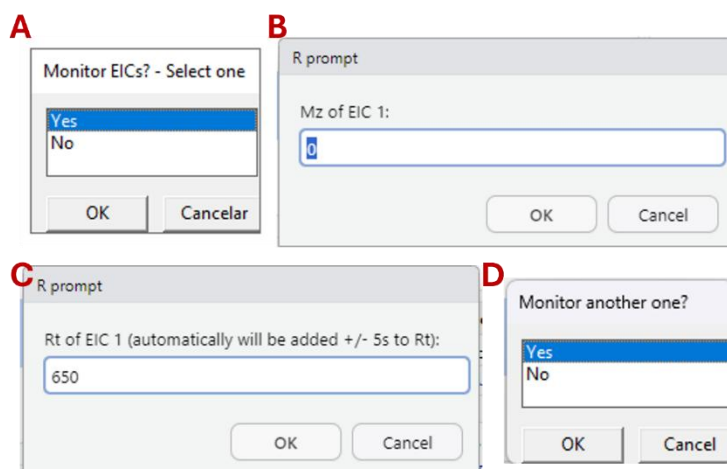 A
Monitor EICs? - Select one
Yes
No
OK Cancelar
B
R prompt
Mz of EIC 1:
0
OK Cancel
C
R prompt
Rt of EIC 1 (automatically will be added +/- 5s to Rt):
650
OK Cancel
D
Monitor another one?
Yes
No
OK Cancel